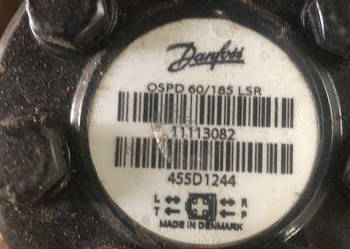 Danfoss
OSPD 60/185 LSR
11113082
455D1244
L R
T P
MADE IN DENMARK